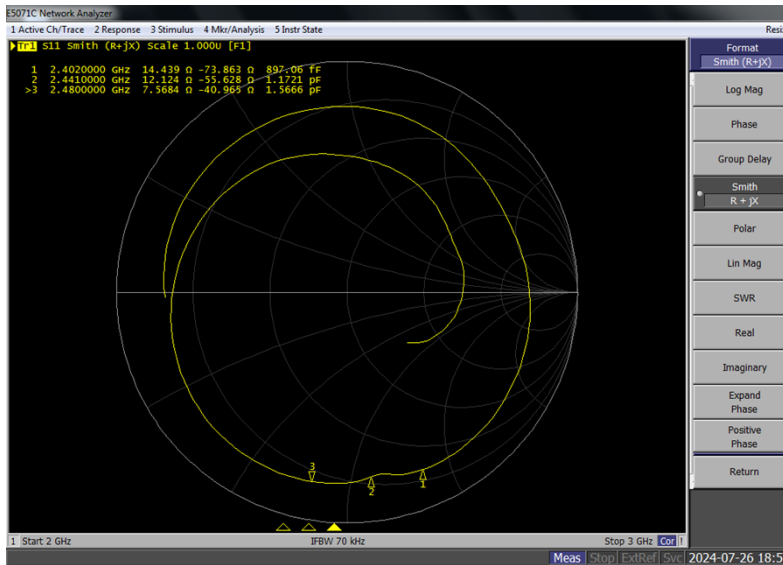 E5071C Network Analyzer
1 Active Ch/Trace 2 Response 3 Stimulus 4 Mkr/Analysis 5 Instr State
Tr1 S11 Smith (R+jX) Scale 1.000U [F1]
1 2.4020000 GHz 14.439 Ω -73.863 Ω 897.06 fF
2 2.4410000 GHz 12.124 Ω -55.628 Ω 1.1721 pF
>3 2.4800000 GHz 7.5684 Ω -40.965 Ω 1.5666 pF
3
2
1
1 Start 2 GHz IFBW 70 kHz Stop 3 GHz Cor !
Format
Smith (R+jX)
Log Mag
Phase
Group Delay
Smith
R + jX
Polar
Lin Mag
SWR
Real
Imaginary
Expand
Phase
Positive
Phase
Return
Meas Stop ExtRef Svc 2024-07-26 18:5